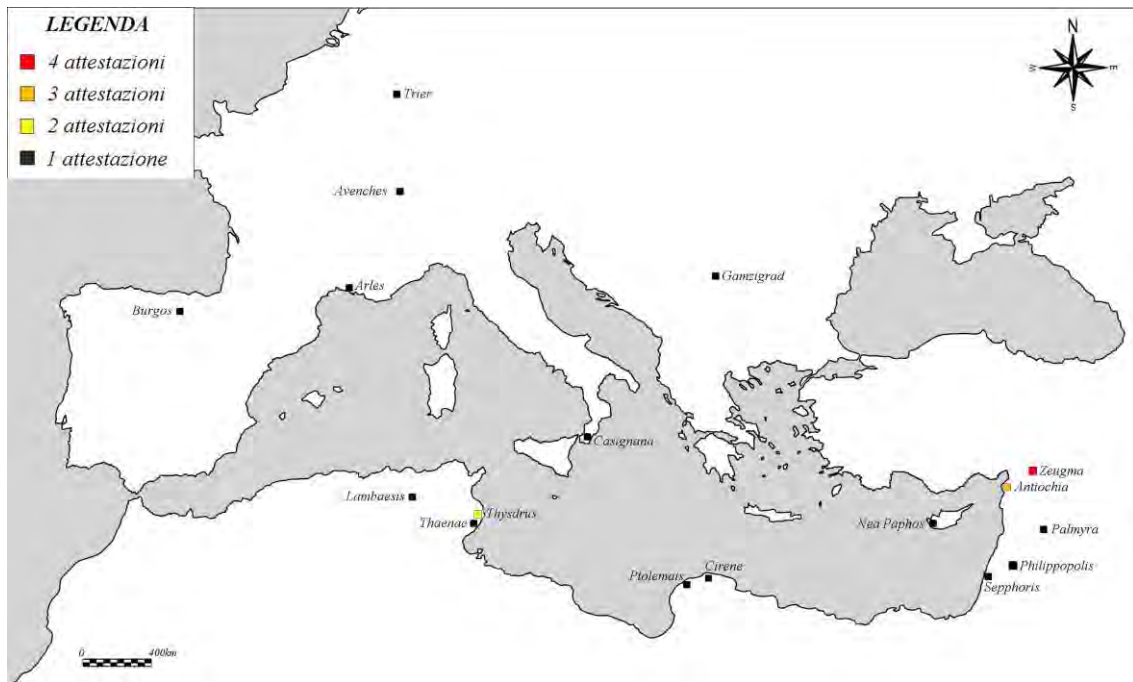 LEGENDA
4 attestazioni
3 attestazioni
2 attestazioni
1 attestazione
N
W
E
S
Trier
Avenches
Gamzigrad
Arles
Burgos
Casignana
Zeugma
Antiochia
Lambaesis
Thysdrus
Thaenae
Nea Paphos
Palmyra
Philippopolis
Cirene
Ptolemais
Sepphoris
0 400km